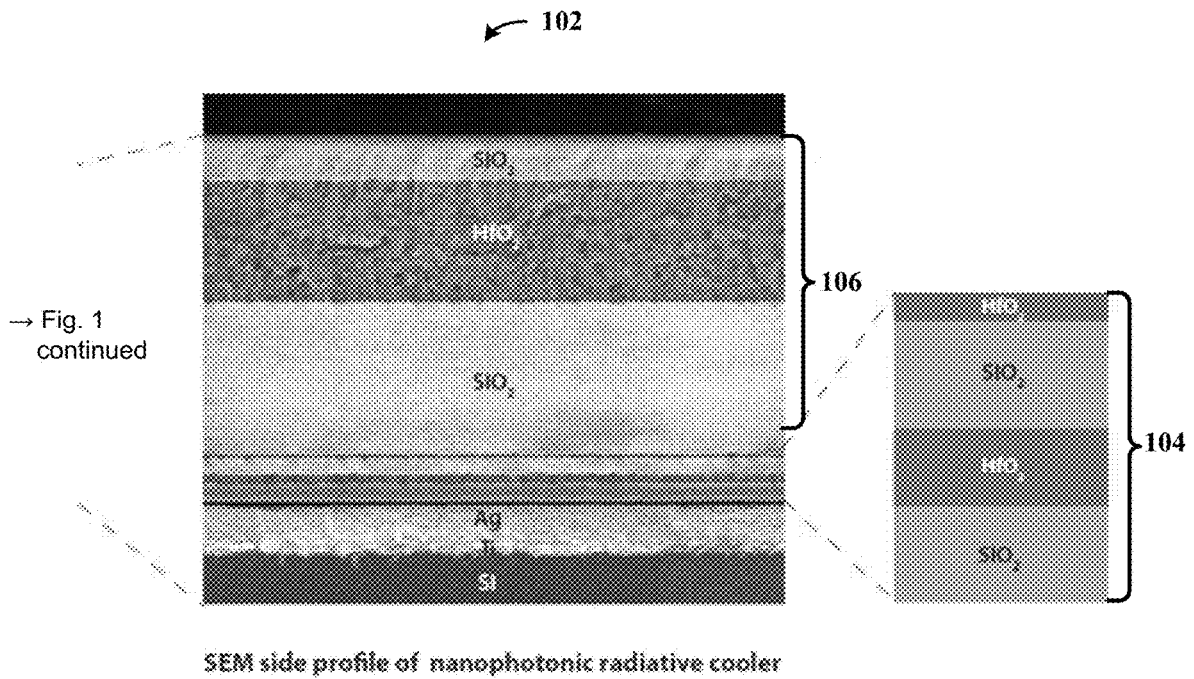 102
SiO₂
HfO₂
106
→ Fig. 1
continued
SiO₂
HfO₂
SiO₂
HfO₂
104
SiO₂
Ag
Ti
Si
SEM side profile of nanophotonic radiative cooler